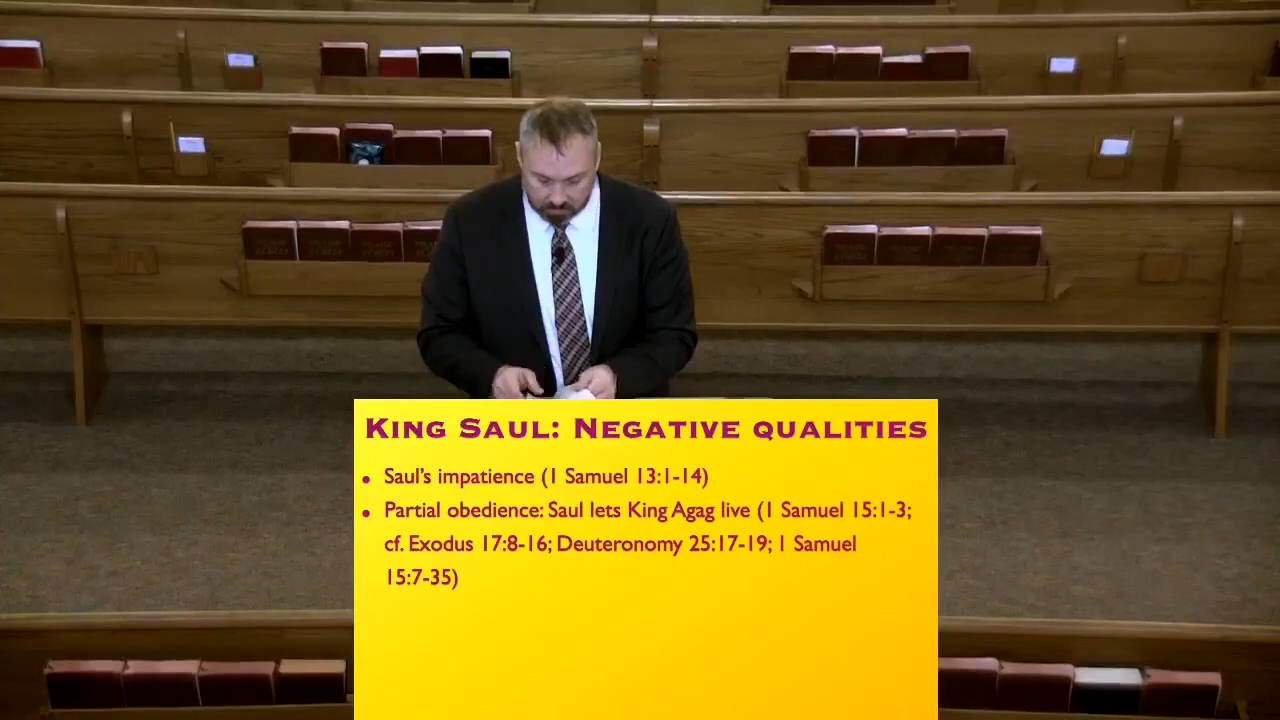 King Saul: Negative qualities
• Saul's impatience (1 Samuel 13:1-14)
• Partial obedience: Saul lets King Agag live (1 Samuel 15:1-3;
cf. Exodus 17:8-16; Deuteronomy 25:17-19; 1 Samuel
15:7-35)